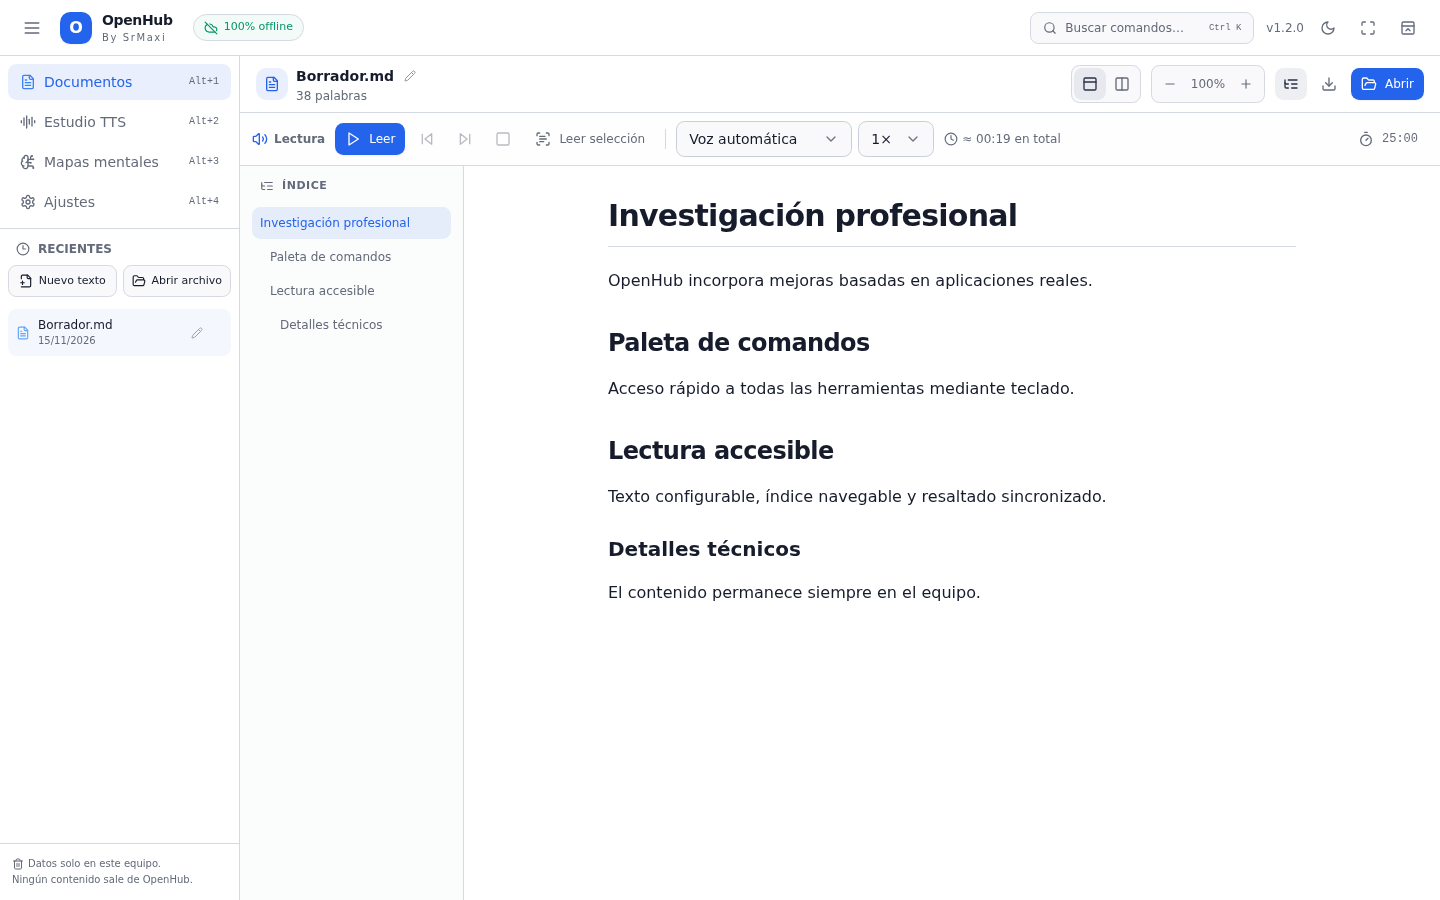 OpenHub
By SrMaxi
100% offline
Buscar comandos...
Ctrl K
v1.2.0
Documentos
Alt+1
Estudio TTS
Alt+2
Mapas mentales
Alt+3
Ajustes
Alt+4
RECIENTES
Nuevo texto
Abrir archivo
Borrador.md
15/11/2026
Datos solo en este equipo.
Ningún contenido sale de OpenHub.
Borrador.md
38 palabras
100%
Abrir
Lectura
Leer
Leer selección
Voz automática
1×
≈ 00:19 en total
25:00
ÍNDICE
Investigación profesional
Paleta de comandos
Lectura accesible
Detalles técnicos
Investigación profesional
OpenHub incorpora mejoras basadas en aplicaciones reales.
Paleta de comandos
Acceso rápido a todas las herramientas mediante teclado.
Lectura accesible
Texto configurable, índice navegable y resaltado sincronizado.
Detalles técnicos
El contenido permanece siempre en el equipo.